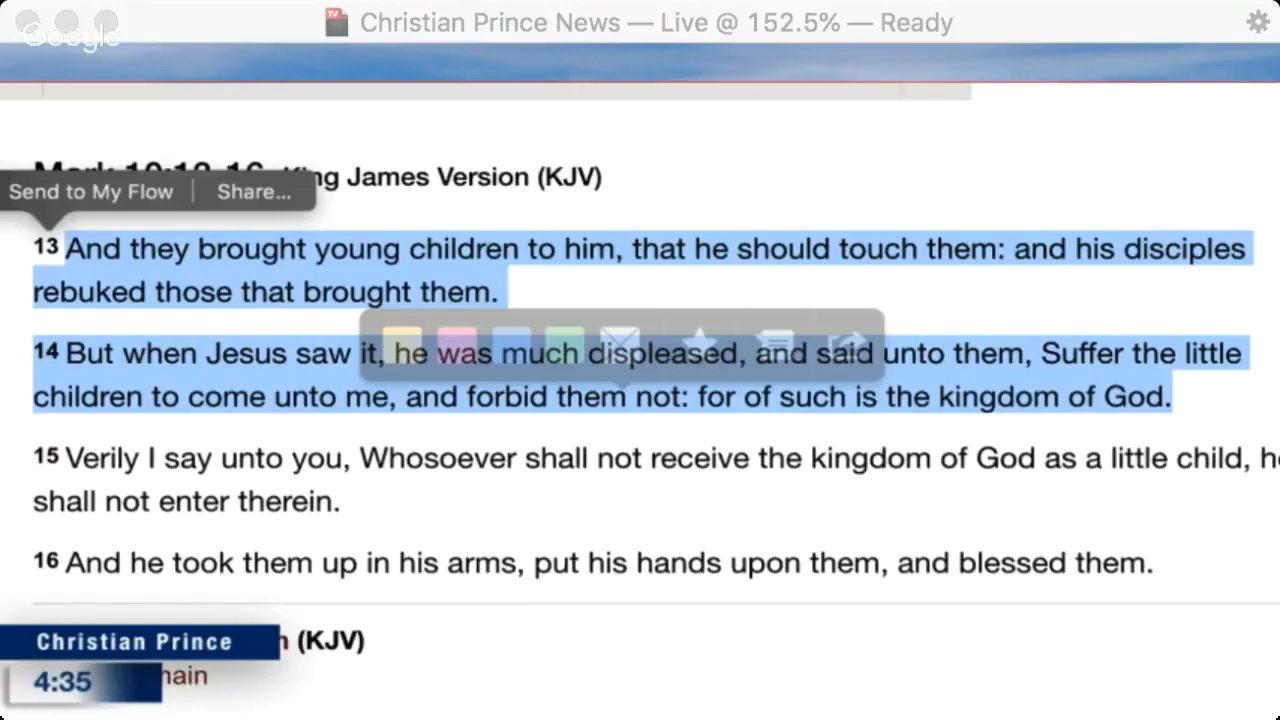 Christian Prince News — Live @ 152.5% — Ready
Google
King James Version (KJV)
Send to My Flow | Share...
13 And they brought young children to him, that he should touch them: and his disciples
rebuked those that brought them.
14 But when Jesus saw it, he was much displeased, and said unto them, Suffer the little
children to come unto me, and forbid them not: for of such is the kingdom of God.
15 Verily I say unto you, Whosoever shall not receive the kingdom of God as a little child, he
shall not enter therein.
16 And he took them up in his arms, put his hands upon them, and blessed them.
Christian Prince
(KJV)
4:35